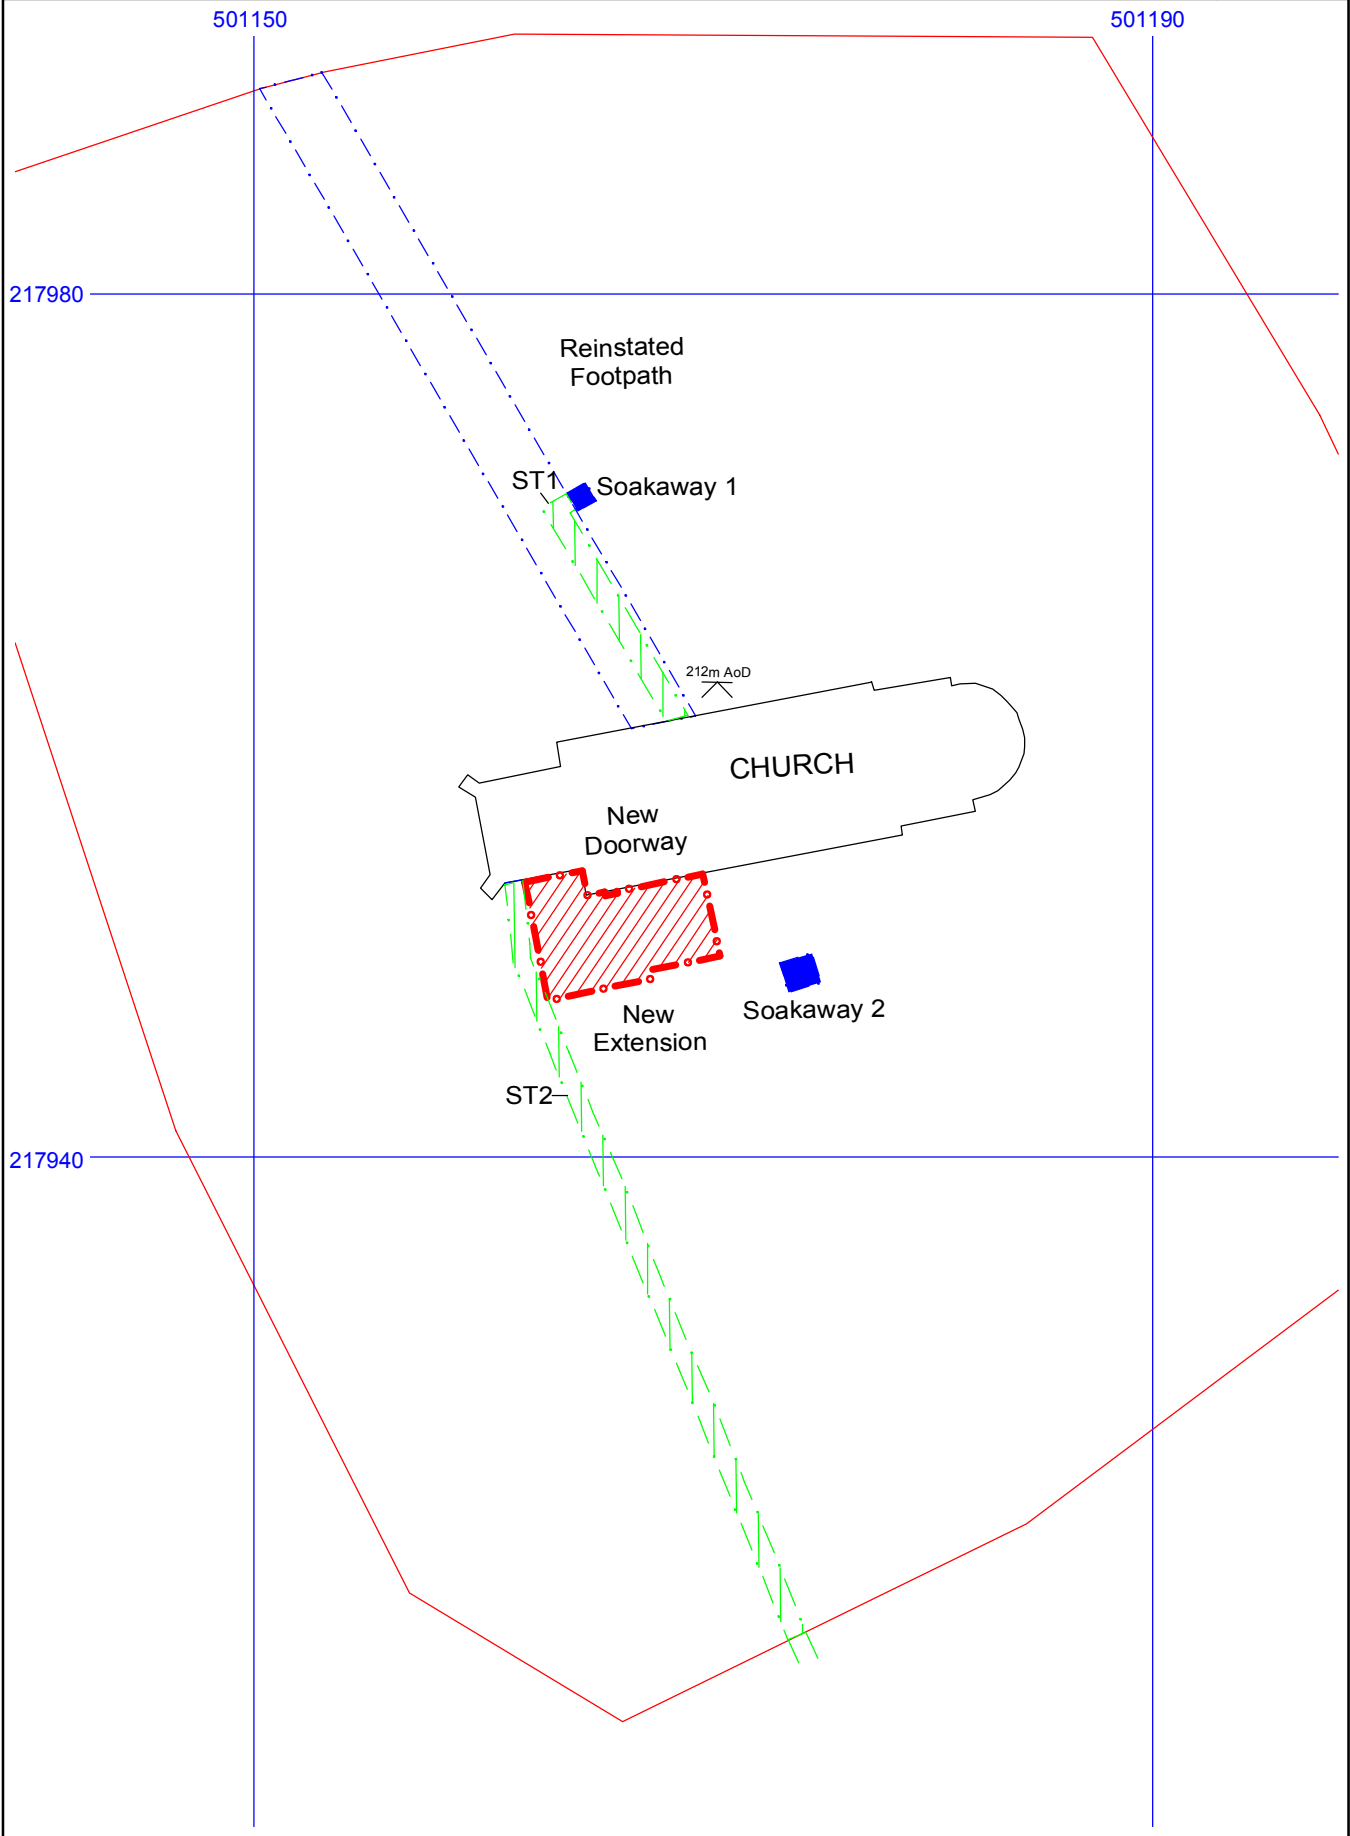 501150
501190
217980
Reinstated
Footpath
ST1
Soakaway 1
212m AoD
CHURCH
New
Doorway
Soakaway 2
New
Extension
ST2
217940